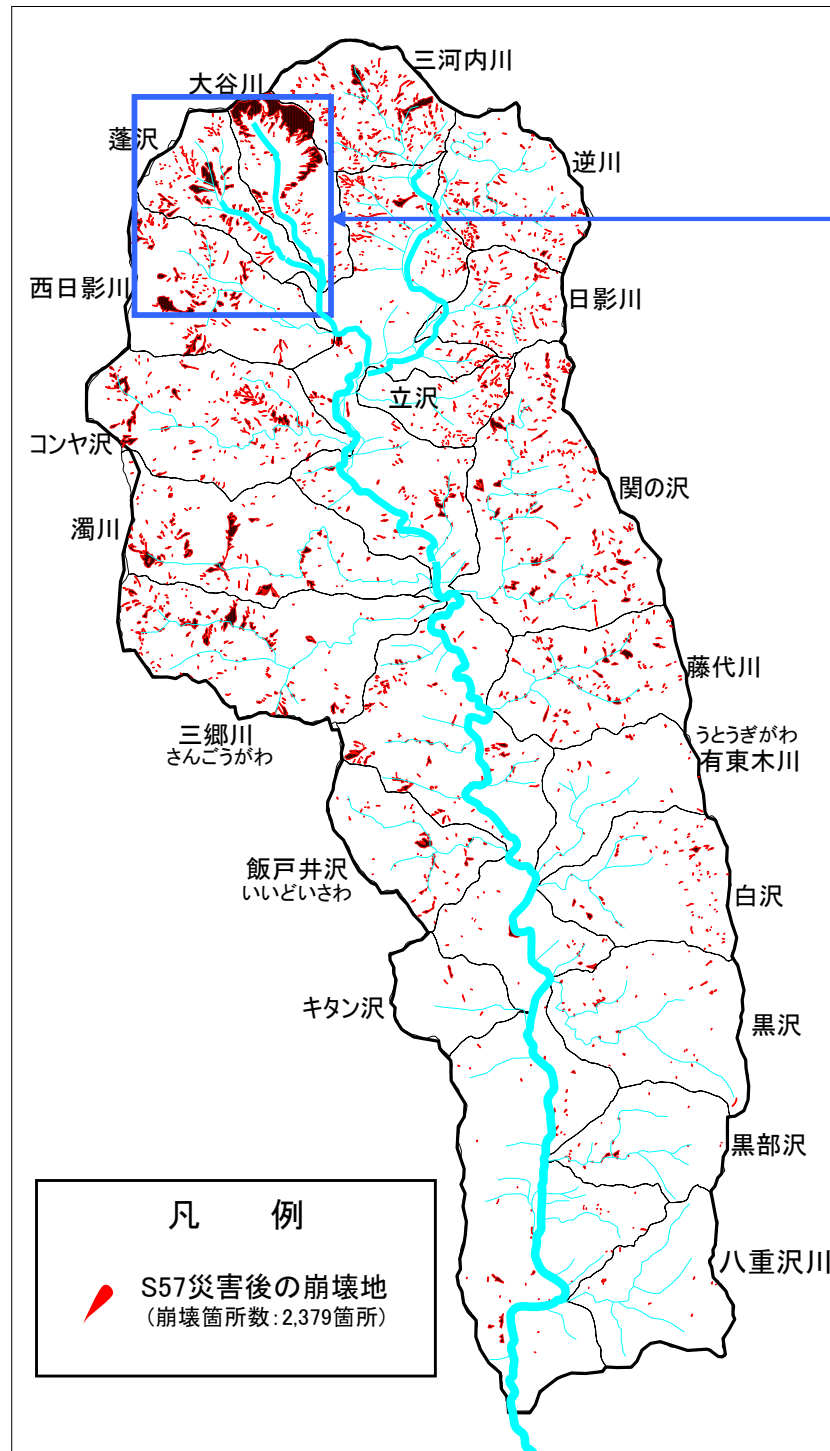 三河内川
大谷川
蓬沢
逆川
西日影川
日影川
立沢
コンヤ沢
関の沢
濁川
藤代川
三郷川
さんごうがわ
うとうぎがわ
有東木川
飯戸井沢
いいどいさわ
白沢
キタン沢
黒沢
黒部沢
八重沢川
凡 例
S57災害後の崩壊地
(崩壊箇所数:2,379箇所)